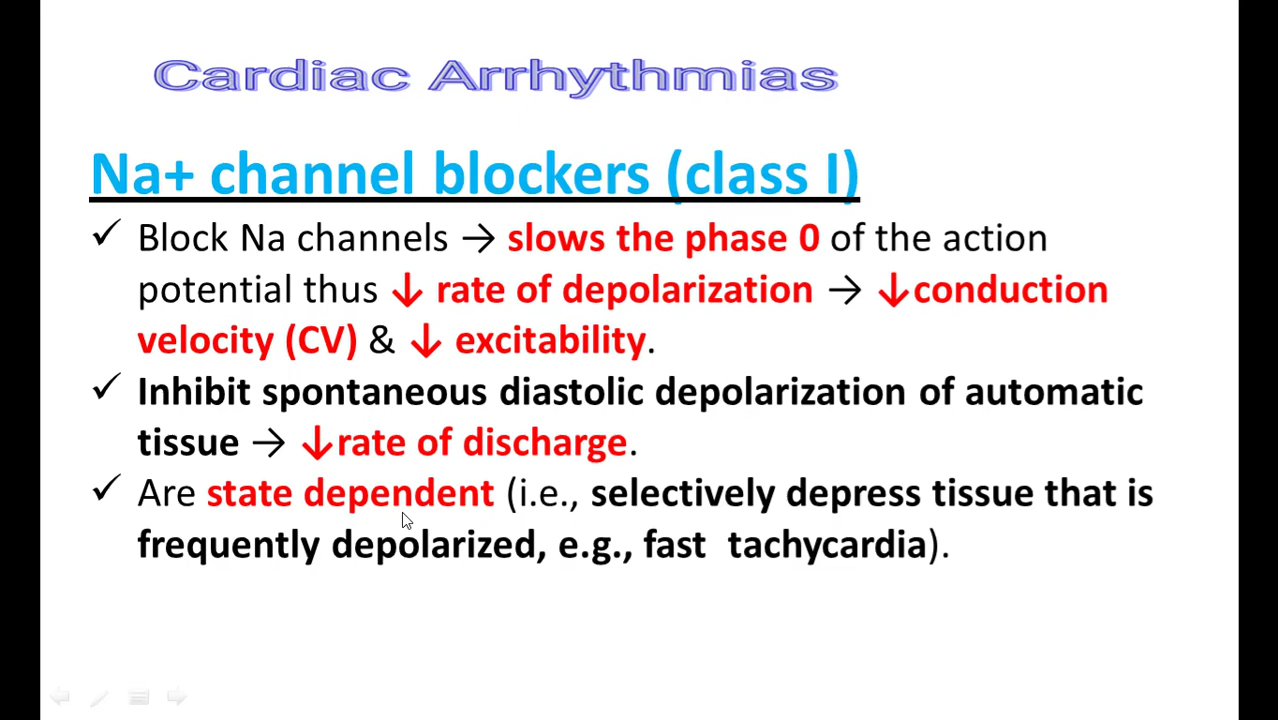 Cardiac Arrhythmias
Na+ channel blockers (class I)
✓ Block Na channels → slows the phase 0 of the action
potential thus ↓ rate of depolarization → ↓conduction
velocity (CV) & ↓ excitability.
✓ Inhibit spontaneous diastolic depolarization of automatic
tissue → ↓rate of discharge.
✓ Are state dependent (i.e., selectively depress tissue that is
frequently depolarized, e.g., fast tachycardia).